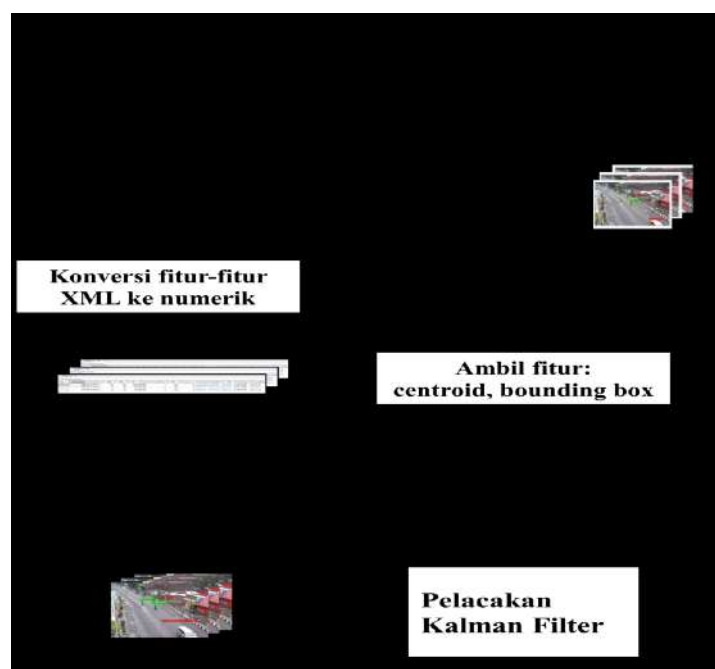 Konversi fitur-fitur
XML ke numerik
Ambil fitur:
centroid, bounding box
Pelacakan
Kalman Filter